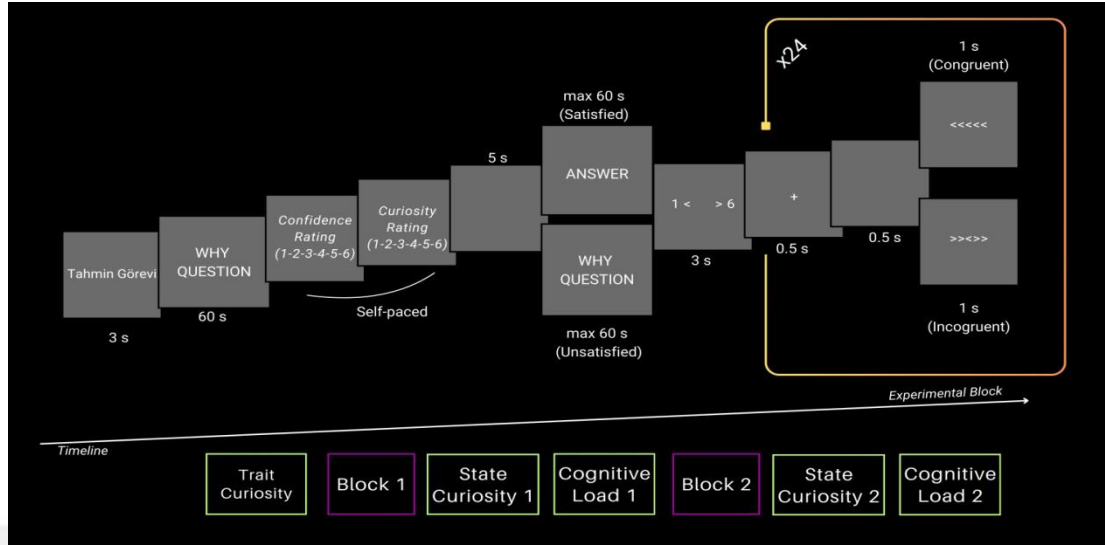 x24
1 s
(Congruent)
<<<<<
max 60 s
(Satisfied)
ANSWER
5 s
Curiosity
Rating
(1-2-3-4-5-6)
Confidence
Rating
(1-2-3-4-5-6)
WHY
QUESTION
Tahmin Görevi
3 s
60 s
Self-paced
WHY
QUESTION
max 60 s
(Unsatisfied)
1 < > 6
3 s
+
0.5 s
0.5 s
>><>>
1 s
(Incogruent)
Experimental Block
Timeline
Trait
Curiosity
Block 1
State
Curiosity 1
Cognitive
Load 1
Block 2
State
Curiosity 2
Cognitive
Load 2